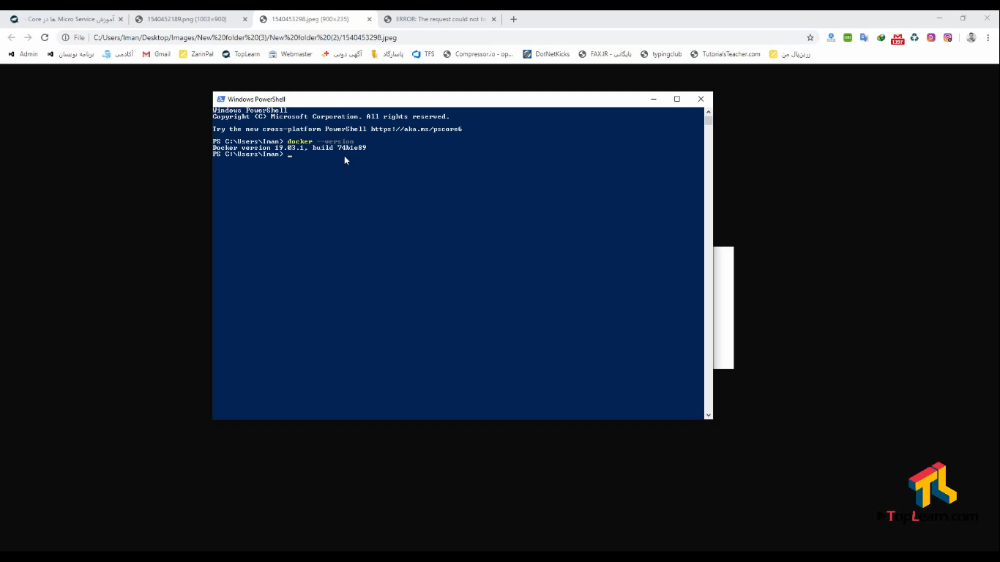 آموزش Micro Service ها در Core
1540452189.png (1003×900)
1540453298.jpeg (900×235)
ERROR: The request could not be
File
C:/Users/Iman/Desktop/Images/New%20folder%20(3)/New%20folder%20(2)/1540453298.jpeg
1397
Admin
برنامه نویسان
آکادمی
Gmail
ZarinPal
TopLearn
Webmaster
آگهی دونی
پاسارگاد
TFS
Compressor.io - op...
DotNetKicks
بایگانی - FAX.IR
typingclub
TutorialsTeacher.com
زرین‌پال من
Windows PowerShell
Windows PowerShell
Copyright (C) Microsoft Corporation. All rights reserved.
Try the new cross-platform PowerShell https://aka.ms/pscore6
PS C:\Users\Iman> docker --version
Docker version 19.03.1, build 74b1e89
PS C:\Users\Iman> _
TopLearn.com